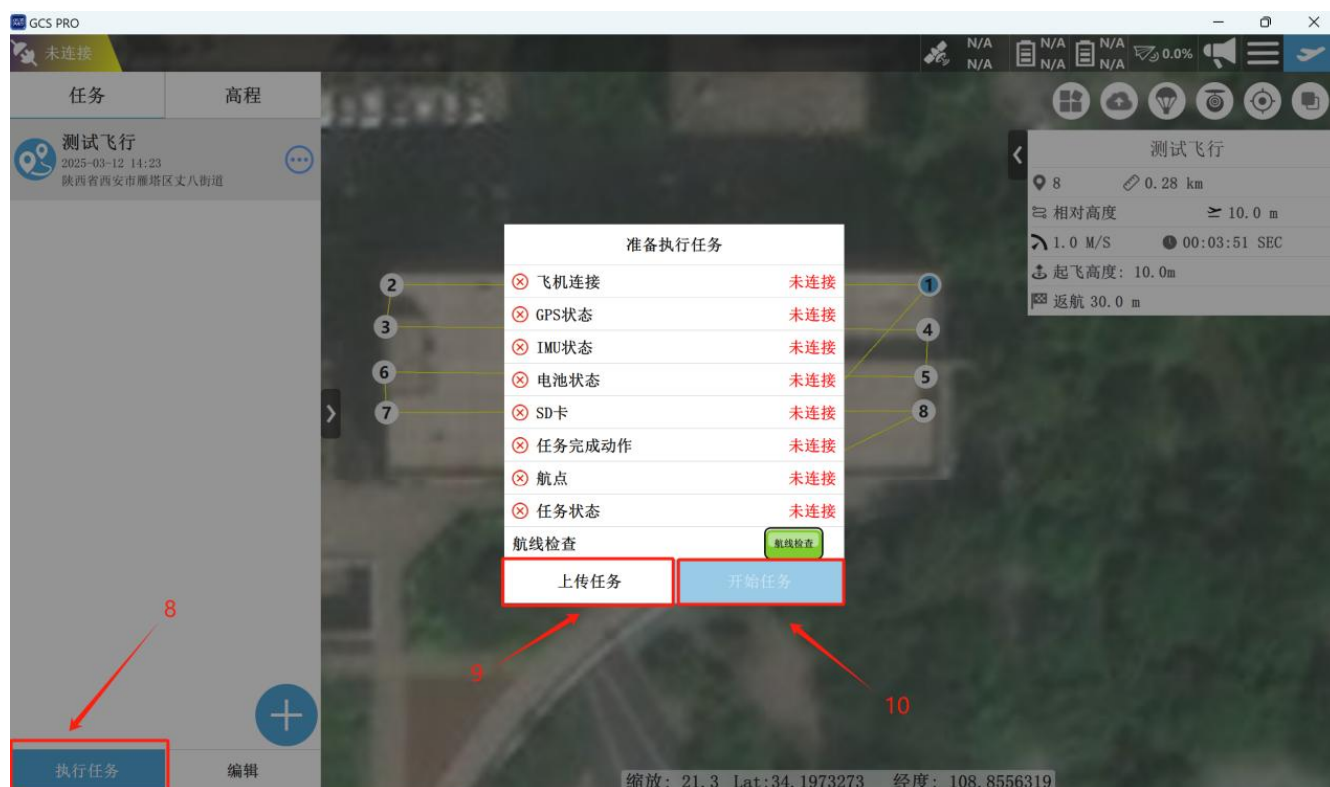 GCS PRO
未连接
N/A
N/A
N/A
N/A
N/A
N/A
0.0%
任务 高程
测试飞行
2025-03-12 14:23
陕西省西安市雁塔区丈八街道
测试飞行
8 0.28 km
相对高度 10.0 m
1.0 M/S 00:03:51 SEC
起飞高度: 10.0m
返航 30.0 m
准备执行任务
飞机连接 未连接
GPS状态 未连接
IMU状态 未连接
电池状态 未连接
SD卡 未连接
任务完成动作 未连接
航点 未连接
任务状态 未连接
航线检查 航线检查
上传任务 开始任务
2
1
3
4
6
5
7
8
8
9
10
执行任务 编辑
缩放: 21.3 Lat:34.1973273 经度: 108.8556319